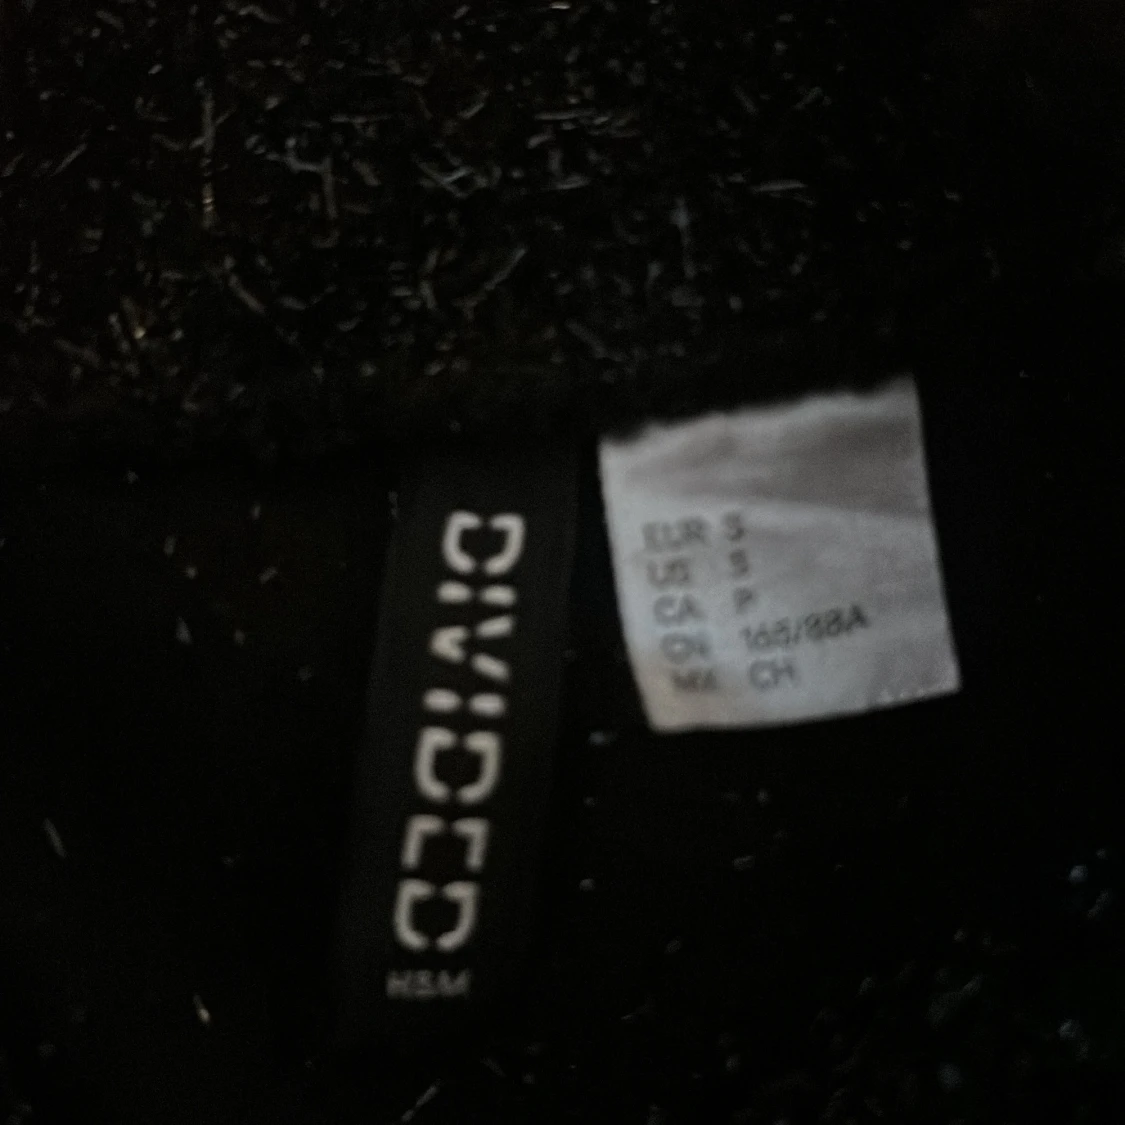 DIVIDED
H&M
EUR S
US S
CA P
CN 165/88A
MX CH